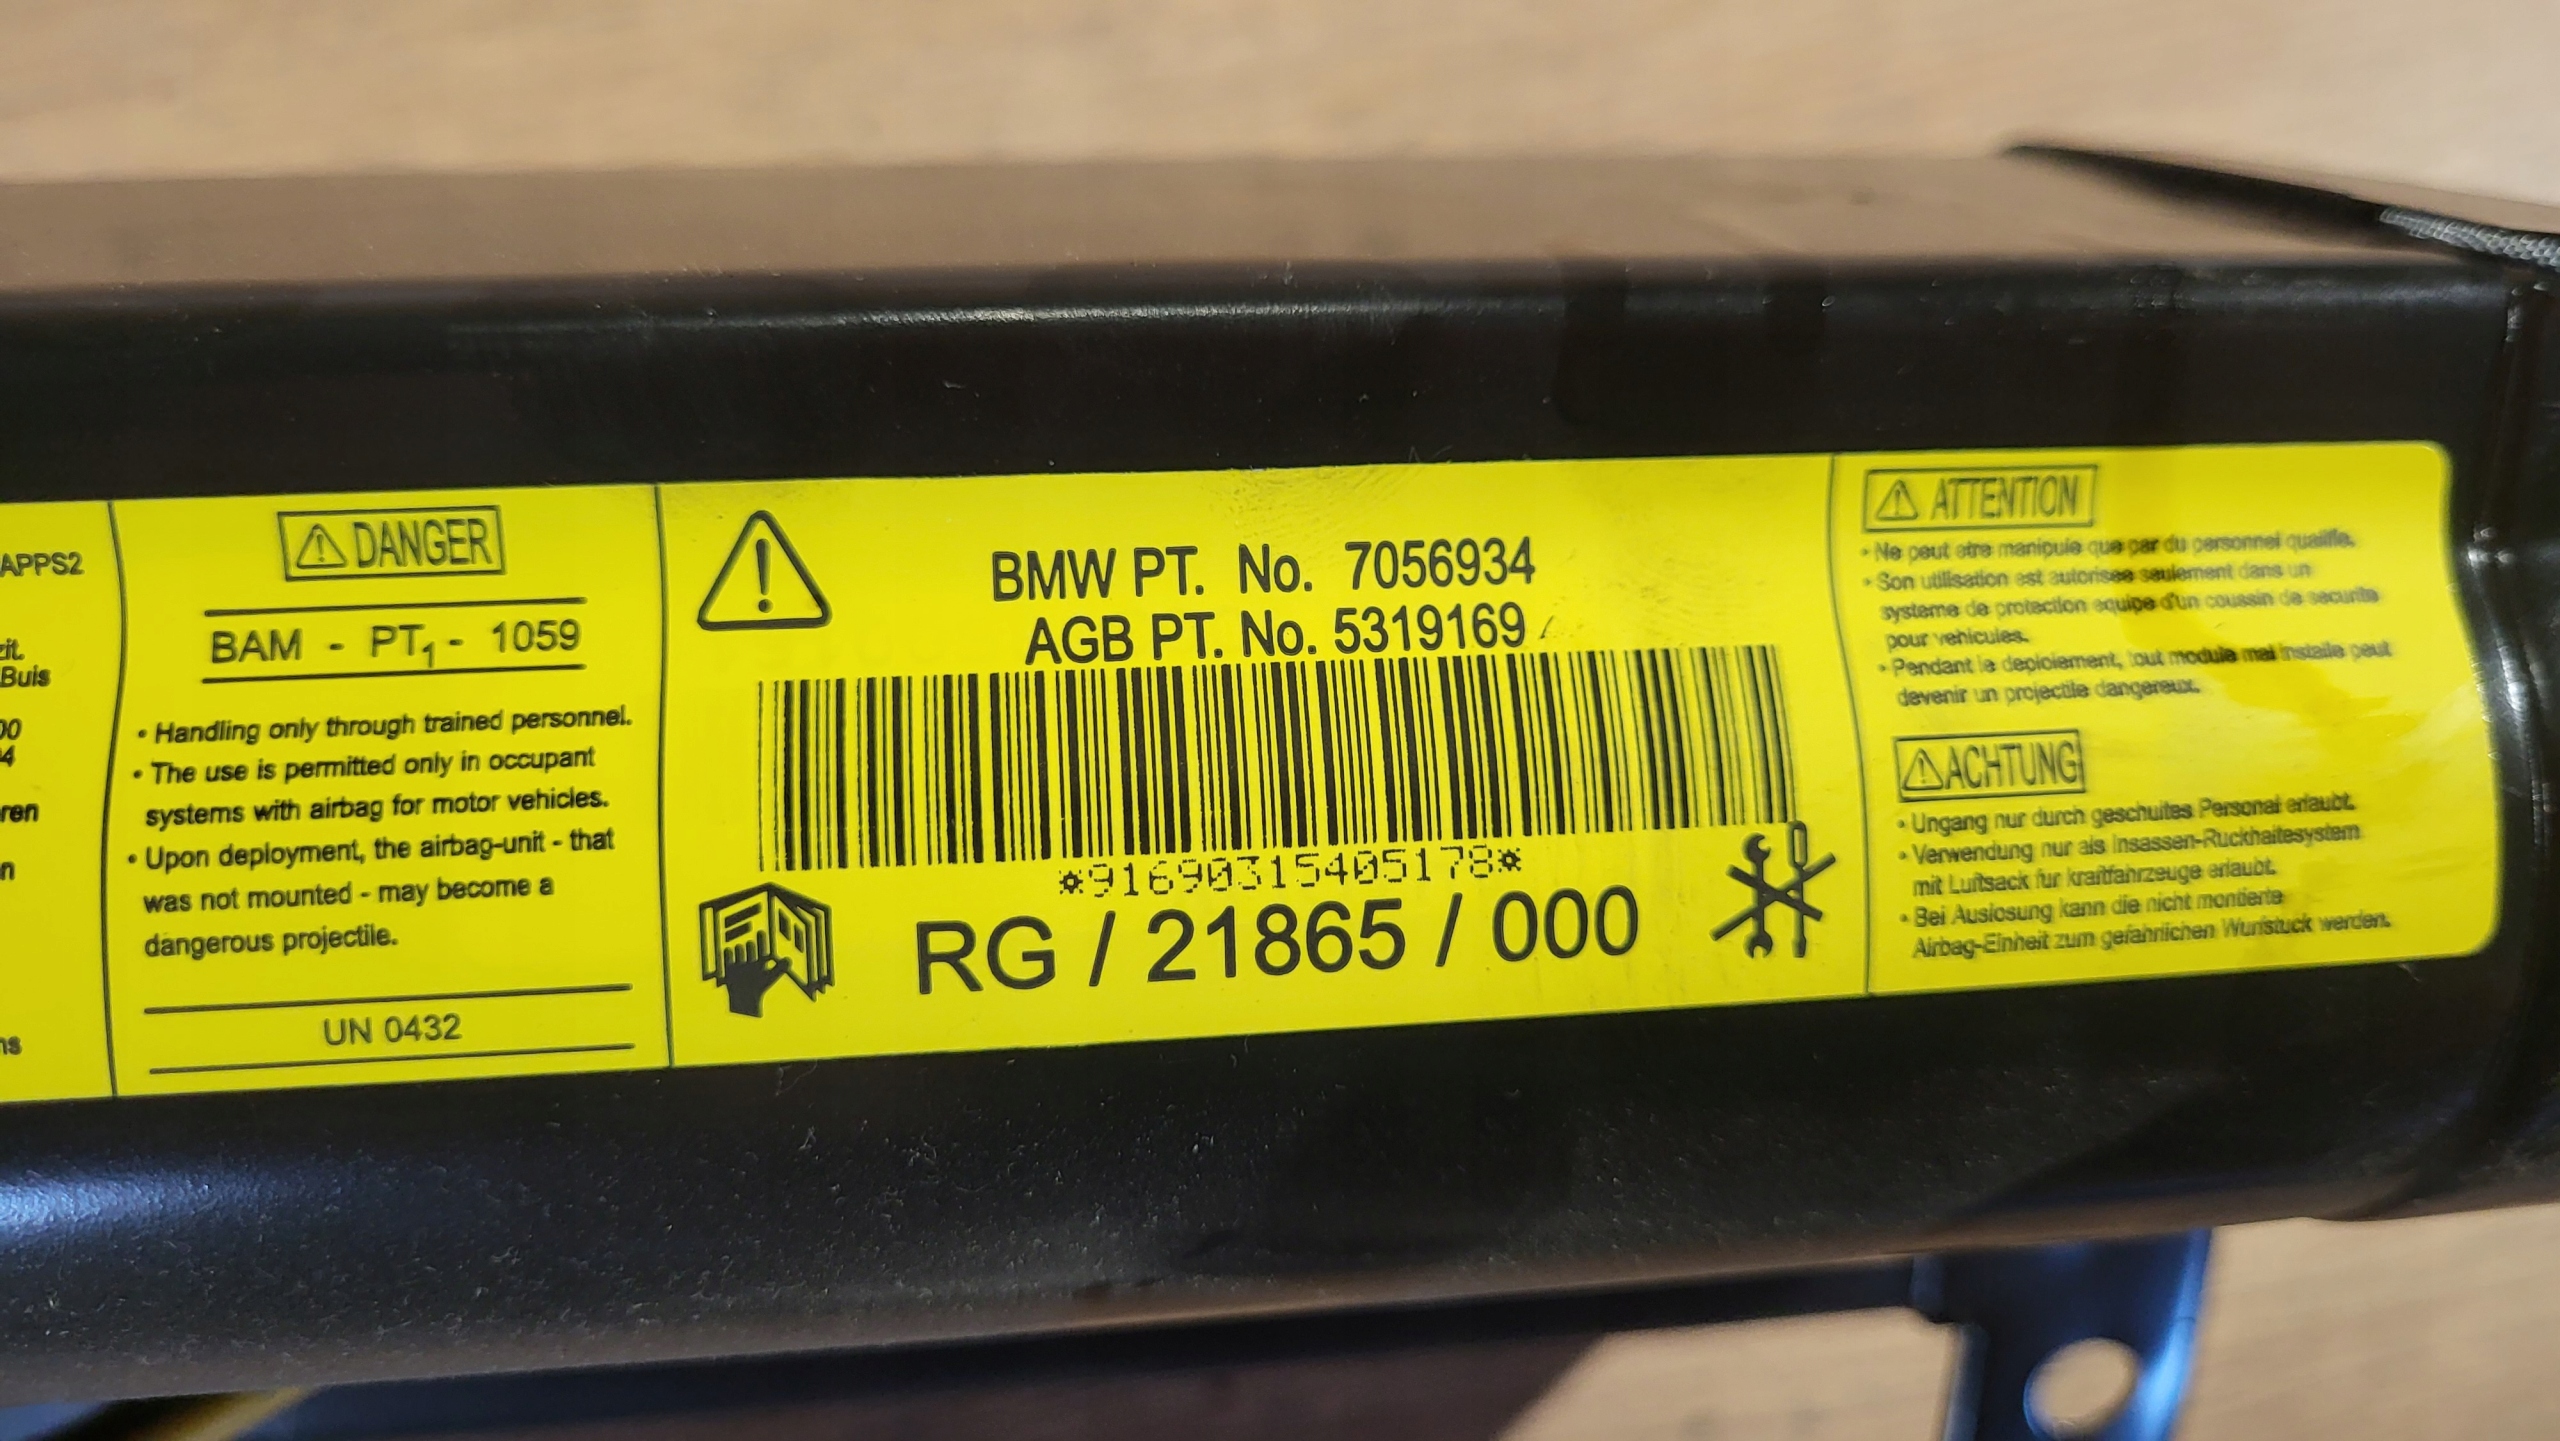 APPS2
zit.
Buis
00
4
ren
n
ns
DANGER
BAM - PT1 - 1059
• Handling only through trained personnel.
• The use is permitted only in occupant
systems with airbag for motor vehicles.
• Upon deployment, the airbag-unit - that
was not mounted - may become a
dangerous projectile.
UN 0432
BMW PT. No. 7056934
AGB PT. No. 5319169
*91690315405178*
RG / 21865 / 000
ATTENTION
• Ne peut etre manipule que par du personnel qualifie.
• Son utilisation est autorisee seulement dans un
systeme de protection equipe d'un coussin de securite
pour vehicules.
• Pendant le deploiement, tout module mal installe peut
devenir un projectile dangereux.
ACHTUNG
• Ungang nur durch geschultes Personal erlaubt.
• Verwendung nur als Insassen-Ruckhaltesystem
mit Luftsack fur kraftfahrzeuge erlaubt.
• Bei Auslosung kann die nicht montierte
Airbag-Einheit zum gefahrlichen Wurfstuck werden.